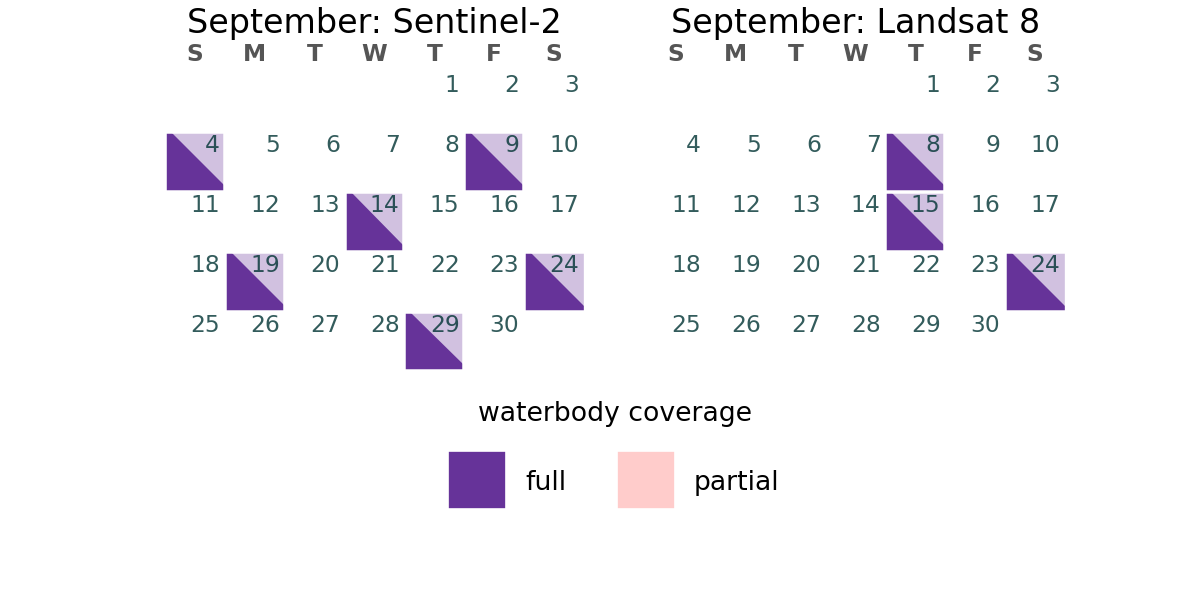 September: Sentinel-2
S M T W T F S
1 2 3
4 5 6 7 8 9 10
11 12 13 14 15 16 17
18 19 20 21 22 23 24
25 26 27 28 29 30
September: Landsat 8
S M T W T F S
1 2 3
4 5 6 7 8 9 10
11 12 13 14 15 16 17
18 19 20 21 22 23 24
25 26 27 28 29 30
waterbody coverage
full partial